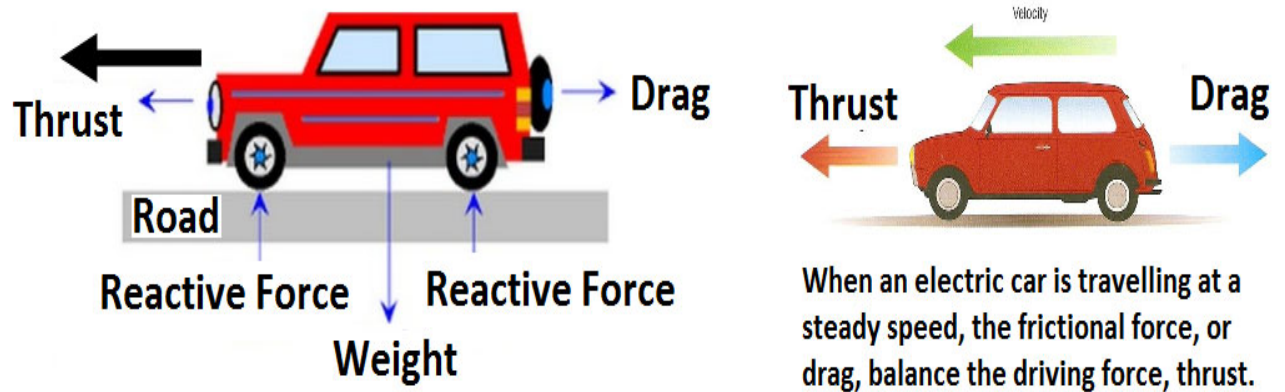 Thrust
Drag
Road
Reactive Force
Reactive Force
Weight
Velocity
Thrust
Drag
When an electric car is travelling at a
steady speed, the frictional force, or
drag, balance the driving force, thrust.